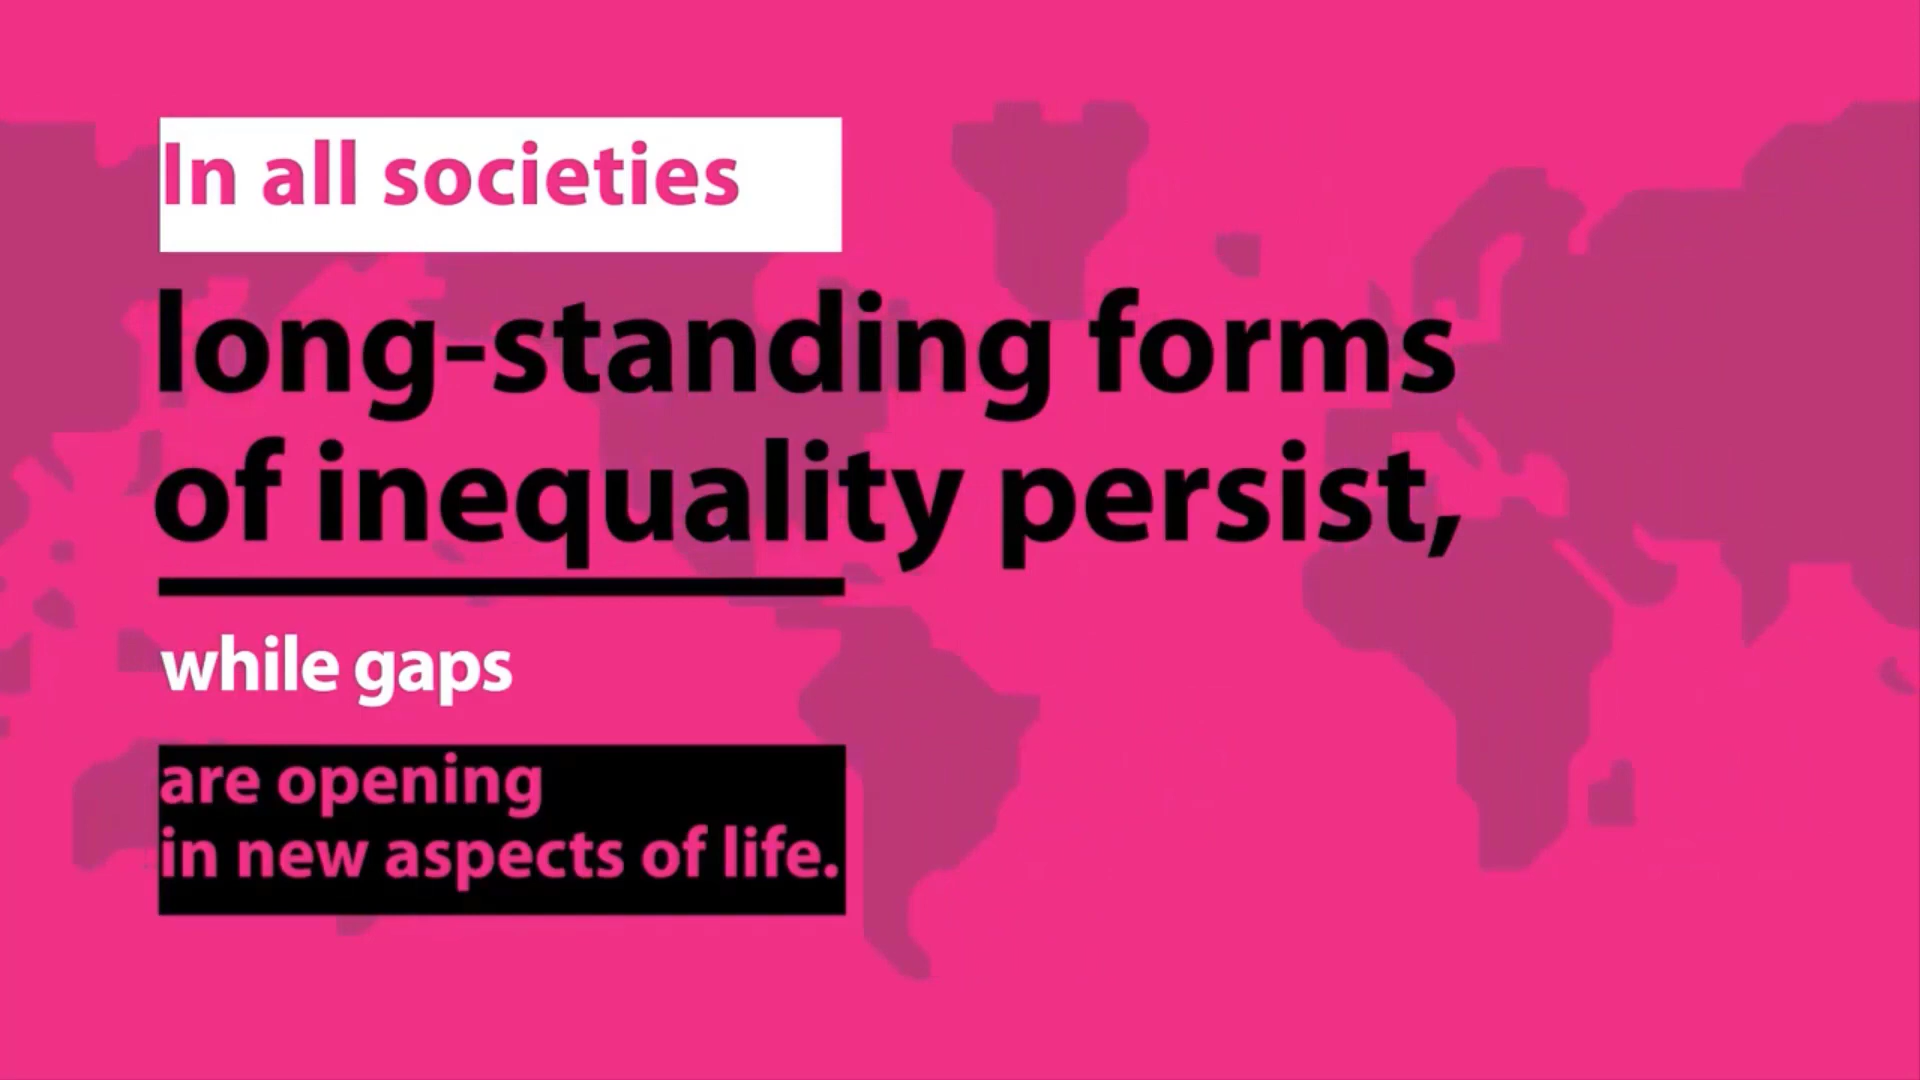 In all societies
long-standing forms
of inequality persist,
while gaps
are opening
in new aspects of life.